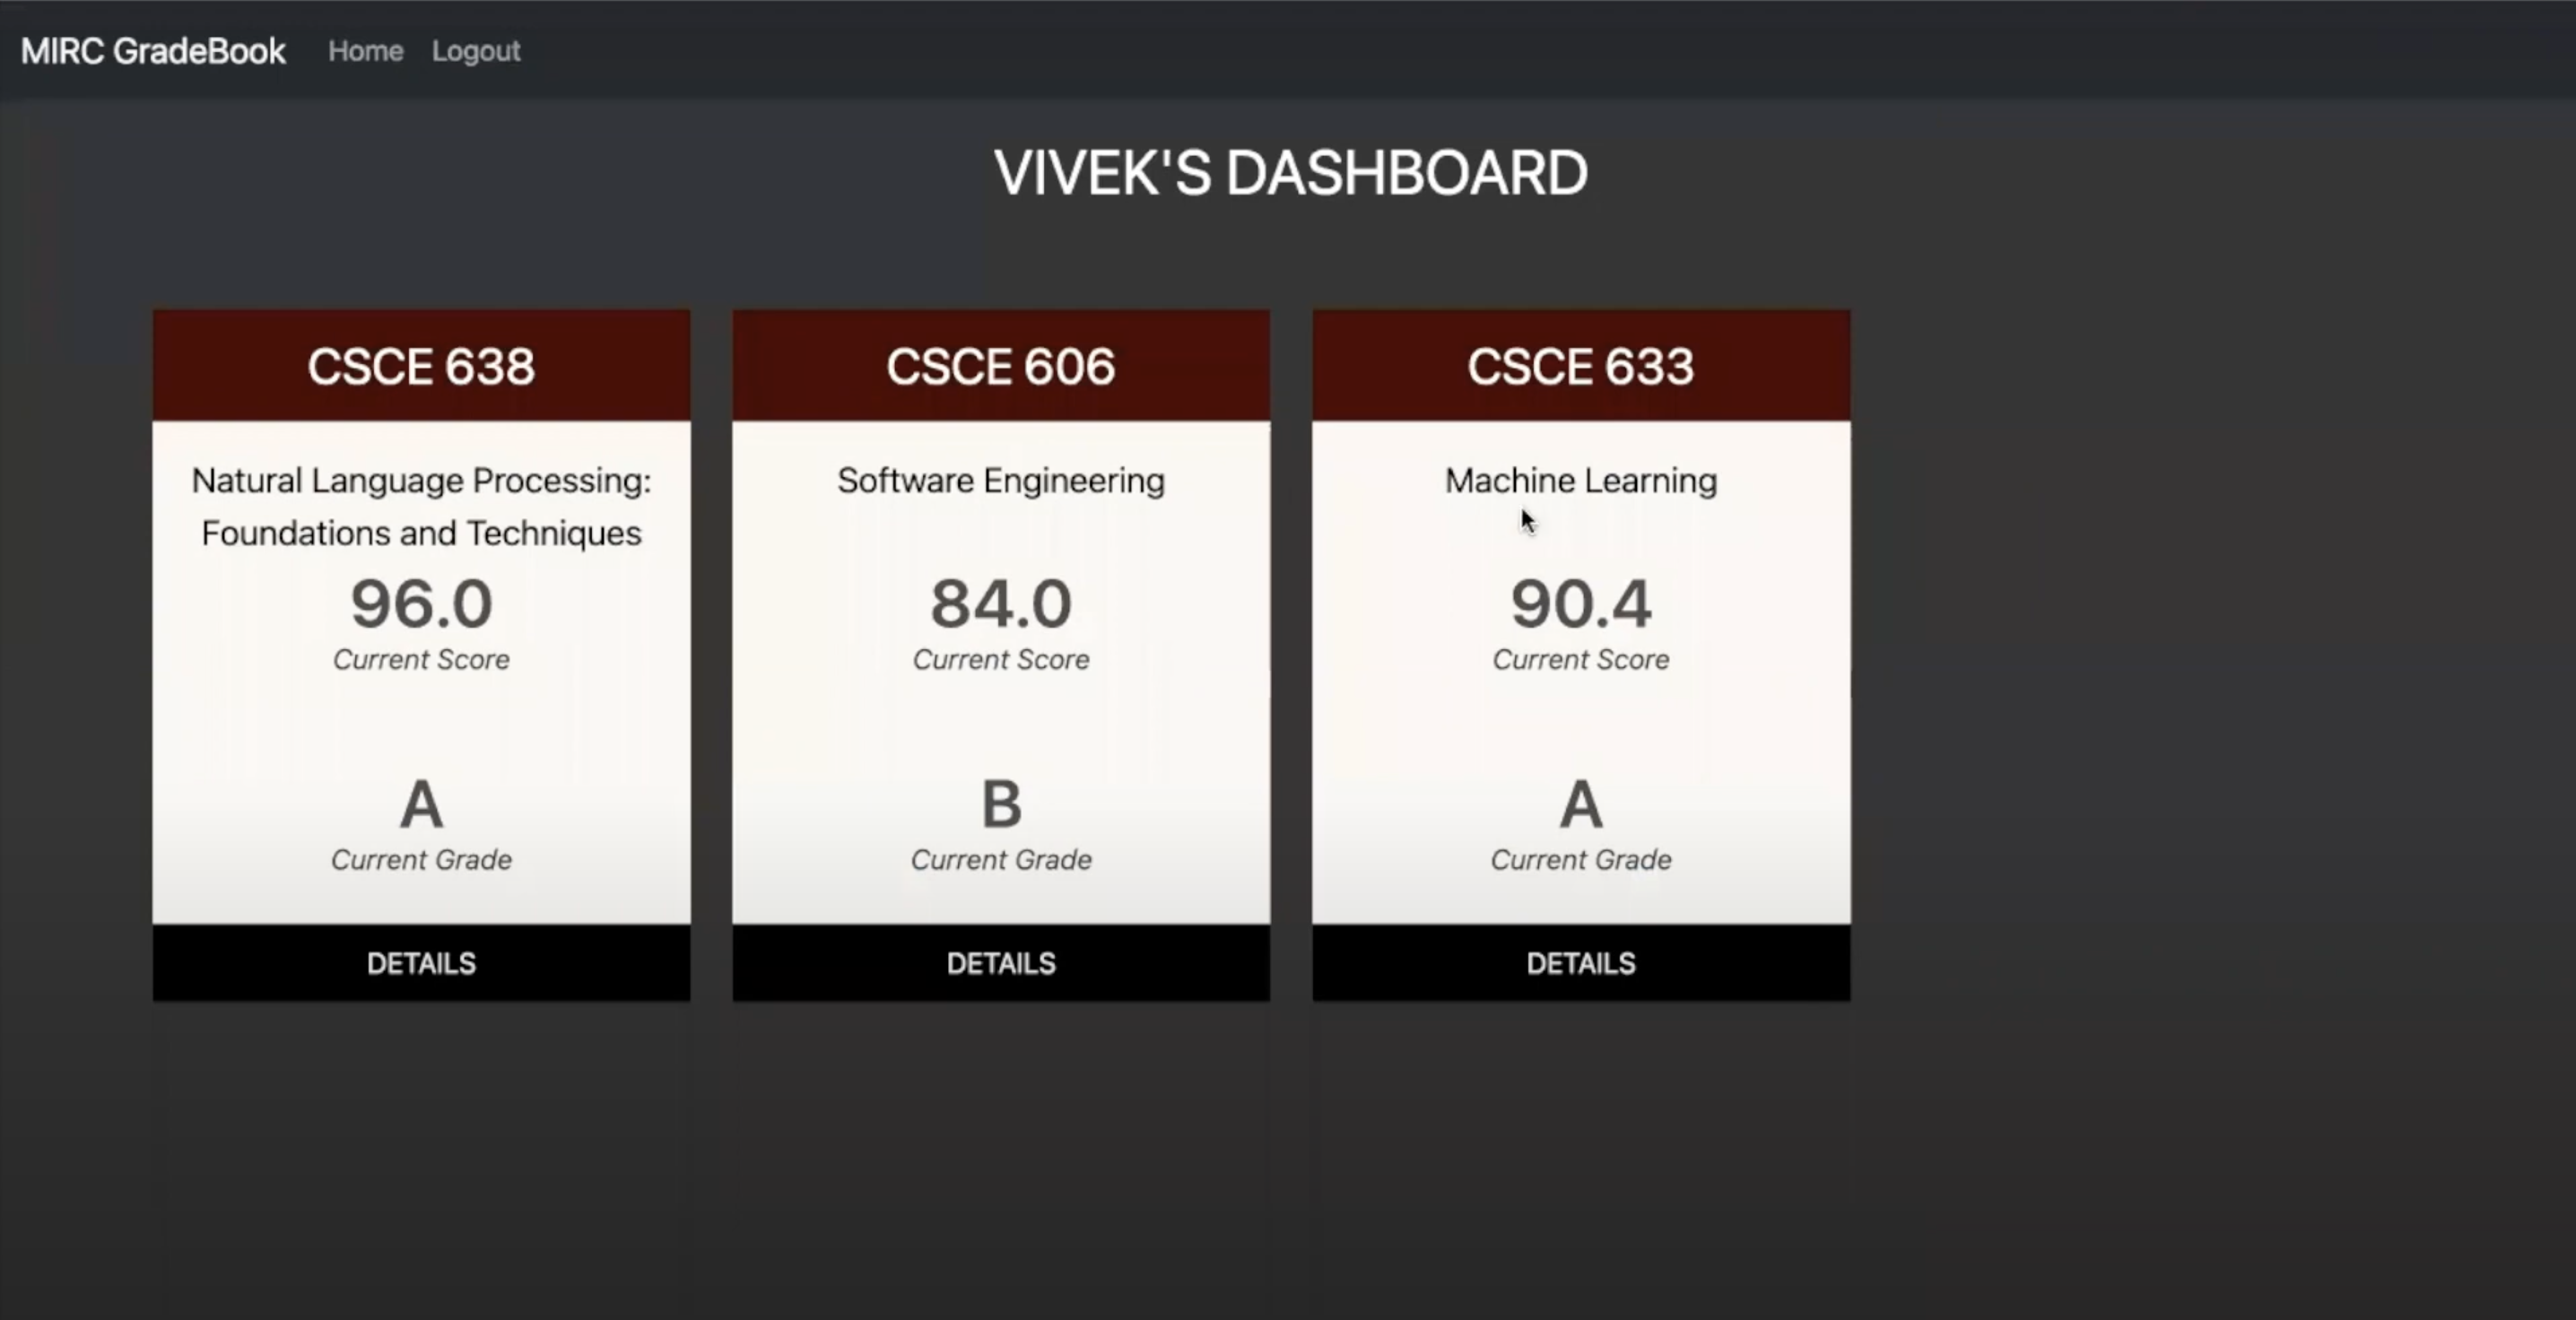 MIRC GradeBook Home Logout
VIVEK'S DASHBOARD
CSCE 638
Natural Language Processing:
Foundations and Techniques
96.0
Current Score
A
Current Grade
DETAILS
CSCE 606
Software Engineering
84.0
Current Score
B
Current Grade
DETAILS
CSCE 633
Machine Learning
90.4
Current Score
A
Current Grade
DETAILS